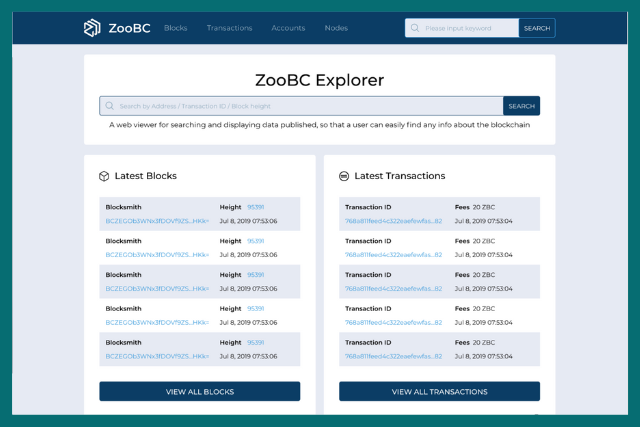 ZooBC Blocks Transactions Accounts Nodes Please input keyword SEARCH
ZooBC Explorer
Search by Address / Transaction ID / Block height SEARCH
A web viewer for searching and displaying data published, so that a user can easily find any info about the blockchain
Latest Blocks
Blocksmith Height 95391
BCZEGOb3WNx3fDOVf9ZS...HKk= Jul 8, 2019 07:53:06
Blocksmith Height 95391
BCZEGOb3WNx3fDOVf9ZS...HKk= Jul 8, 2019 07:53:06
Blocksmith Height 95391
BCZEGOb3WNx3fDOVf9ZS...HKk= Jul 8, 2019 07:53:06
Blocksmith Height 95391
BCZEGOb3WNx3fDOVf9ZS...HKk= Jul 8, 2019 07:53:06
Blocksmith Height 95391
BCZEGOb3WNx3fDOVf9ZS...HKk= Jul 8, 2019 07:53:06
VIEW ALL BLOCKS
Latest Transactions
Transaction ID Fees 20 ZBC
768a811feed4c322eaefewfas...82 Jul 8, 2019 07:53:04
Transaction ID Fees 20 ZBC
768a811feed4c322eaefewfas...82 Jul 8, 2019 07:53:04
Transaction ID Fees 20 ZBC
768a811feed4c322eaefewfas...82 Jul 8, 2019 07:53:04
Transaction ID Fees 20 ZBC
768a811feed4c322eaefewfas...82 Jul 8, 2019 07:53:04
Transaction ID Fees 20 ZBC
768a811feed4c322eaefewfas...82 Jul 8, 2019 07:53:04
VIEW ALL TRANSACTIONS